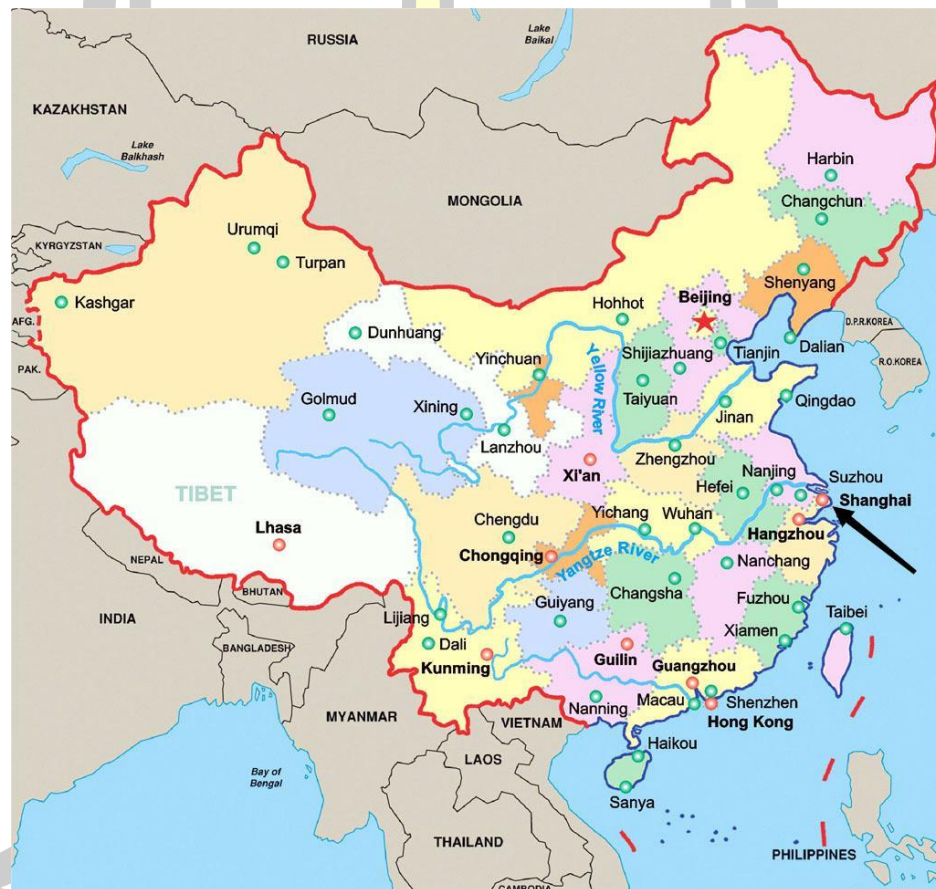 RUSSIA
Lake
Baikal
KAZAKHSTAN
Lake
Balkhash
MONGOLIA
Harbin
Changchun
Urumqi
Turpan
KYRGYZSTAN
Kashgar
Shenyang
Beijing
Hohhot
AFG.
Dunhuang
D.P.R.KOREA
Dalian
Tianjin
Shijiazhuang
Yinchuan
Yellow River
R.O.KOREA
PAK.
Taiyuan
Golmud
Xining
Jinan
Qingdao
Lanzhou
Zhengzhou
Xi'an
Nanjing
Suzhou
Hefei
Shanghai
TIBET
Lhasa
Chengdu
Yichang
Wuhan
Hangzhou
Chongqing
Yangtze River
Nanchang
NEPAL
BHUTAN
Changsha
Guiyang
Fuzhou
Taibei
INDIA
Lijiang
Xiamen
Dali
BANGLADESH
Kunming
Guilin
Guangzhou
Macau
Shenzhen
Nanning
Hong Kong
MYANMAR
VIETNAM
Haikou
LAOS
Bay of
Bengal
Sanya
THAILAND
PHILIPPINES
CAMBODIA